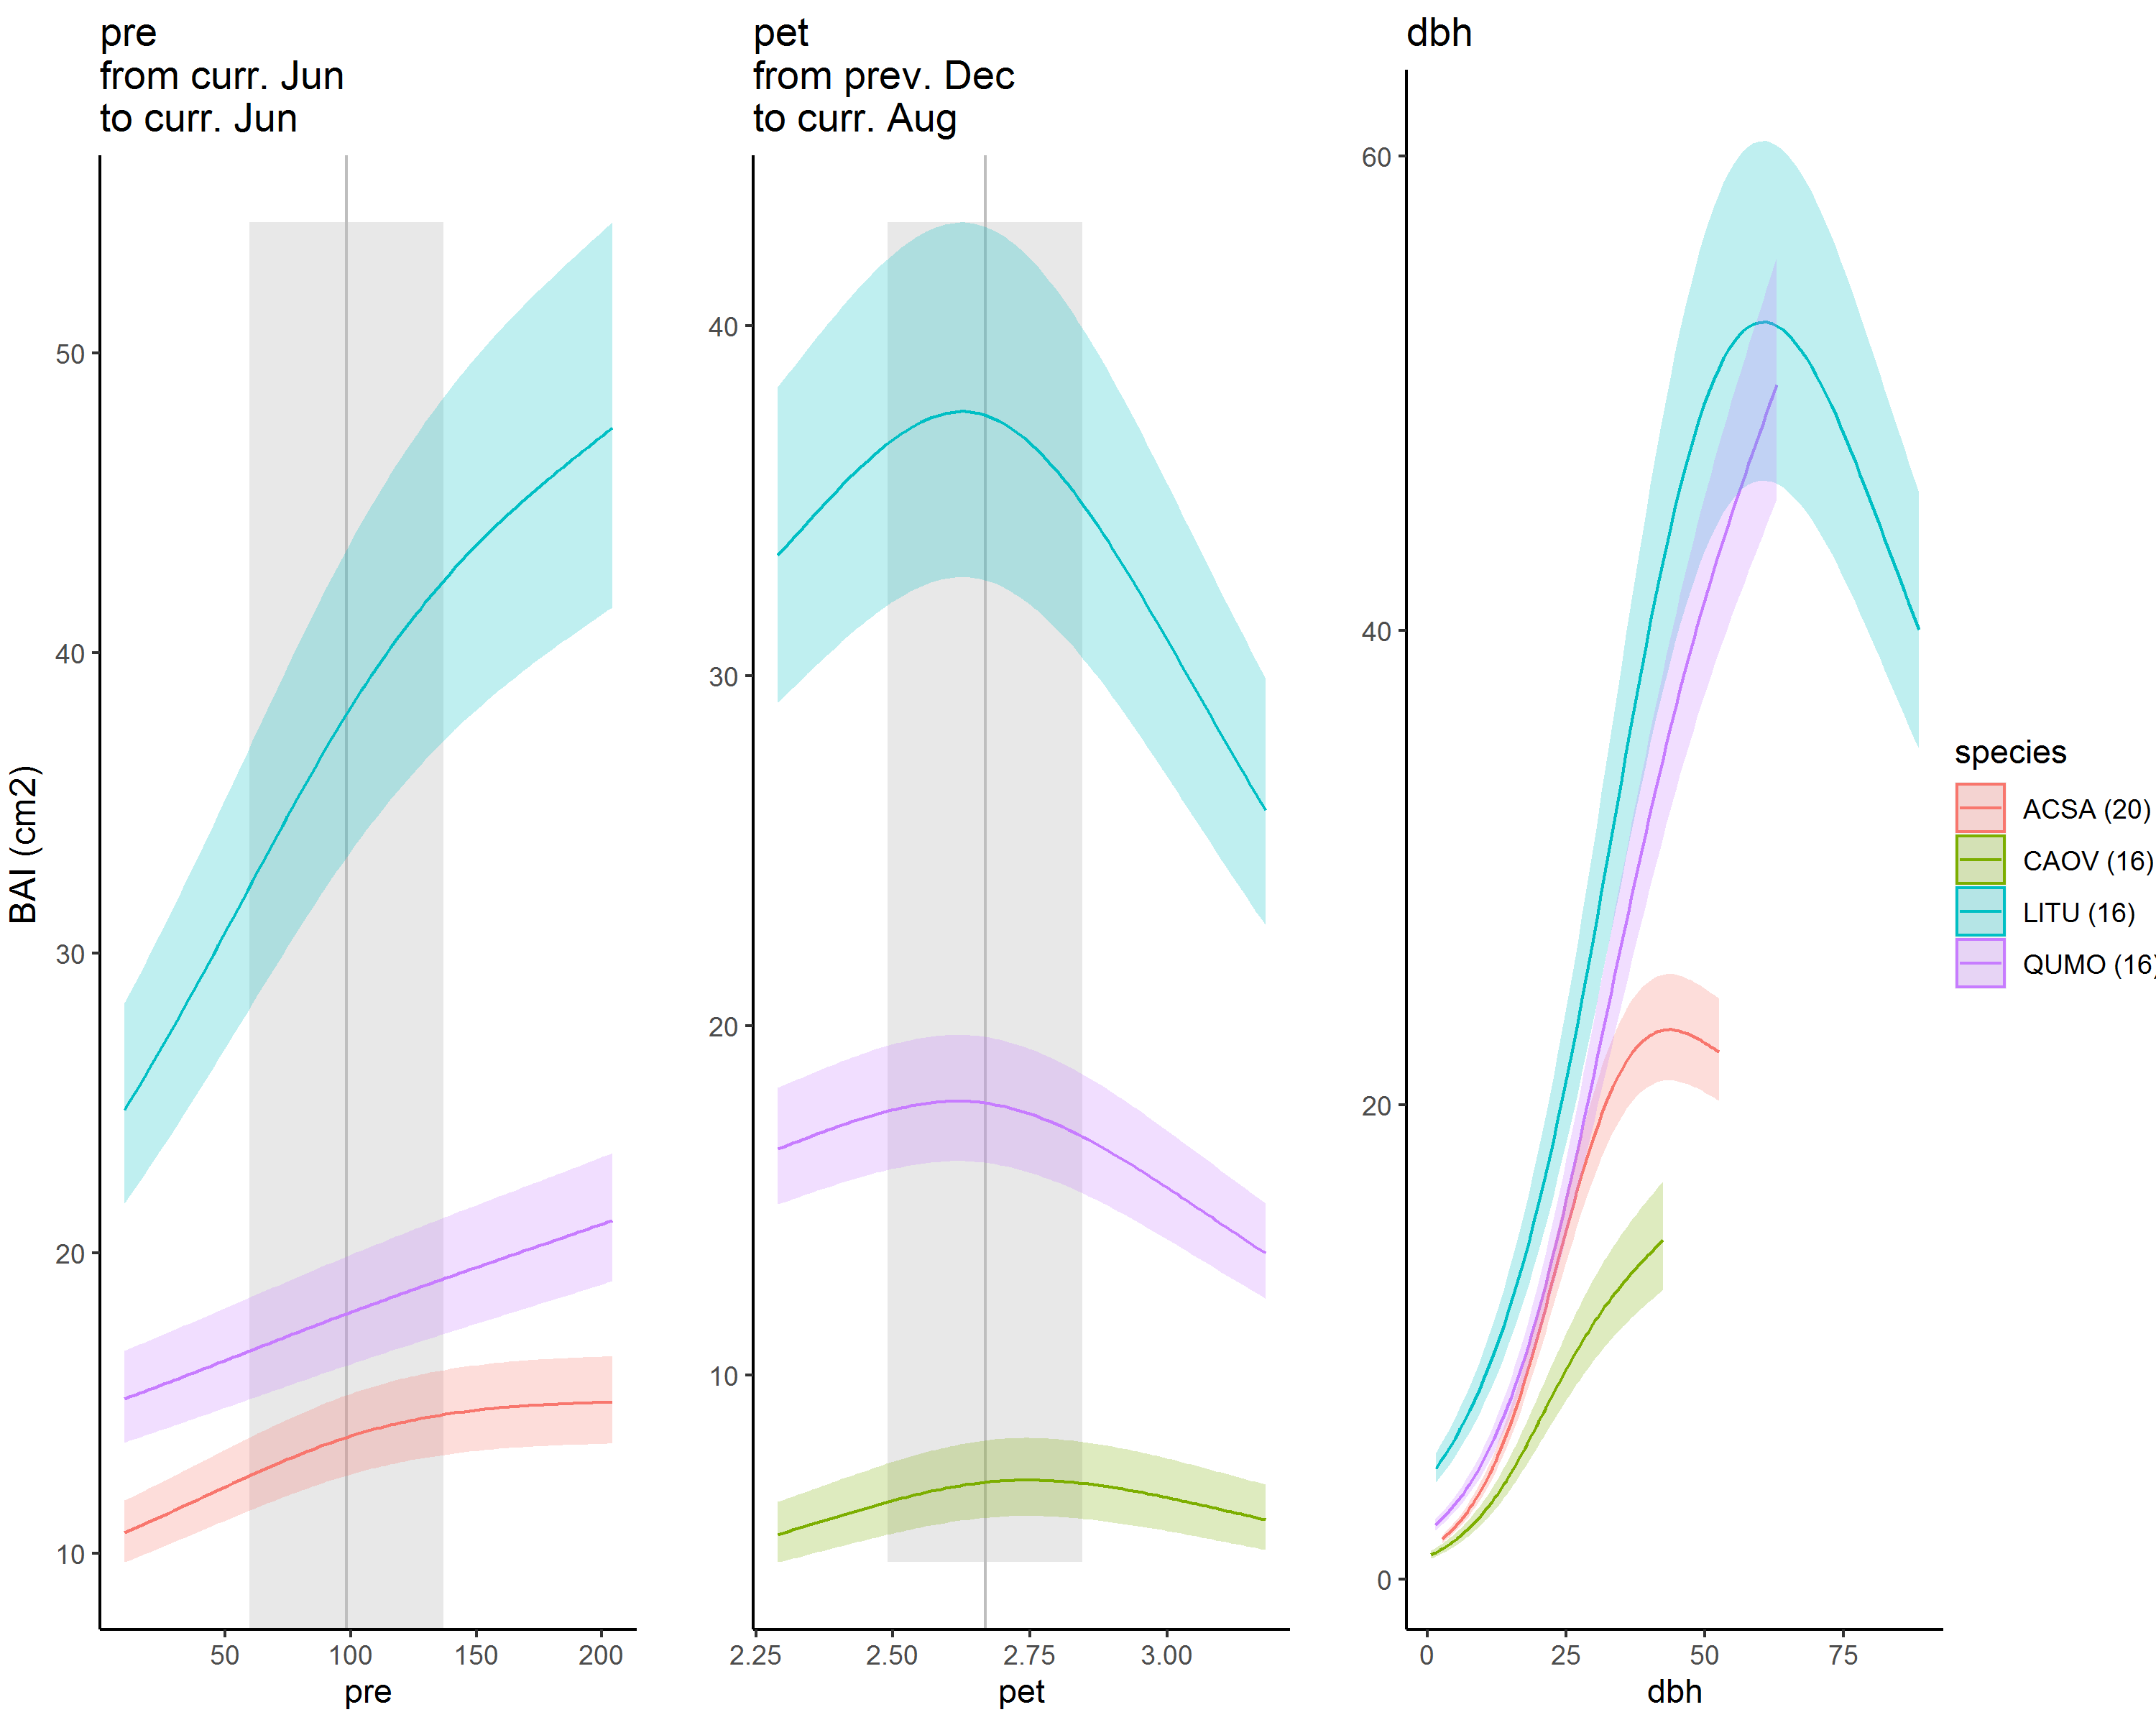 pre
from curr. Jun
to curr. Jun
pet
from prev. Dec
to curr. Aug
dbh
BAI (cm2)
50
40
30
20
10
50
100
150
200
pre
40
30
20
10
2.25
2.50
2.75
3.00
pet
60
40
20
0
0
25
50
75
dbh
species
ACSA (20)
CAOV (16)
LITU (16)
QUMO (16)